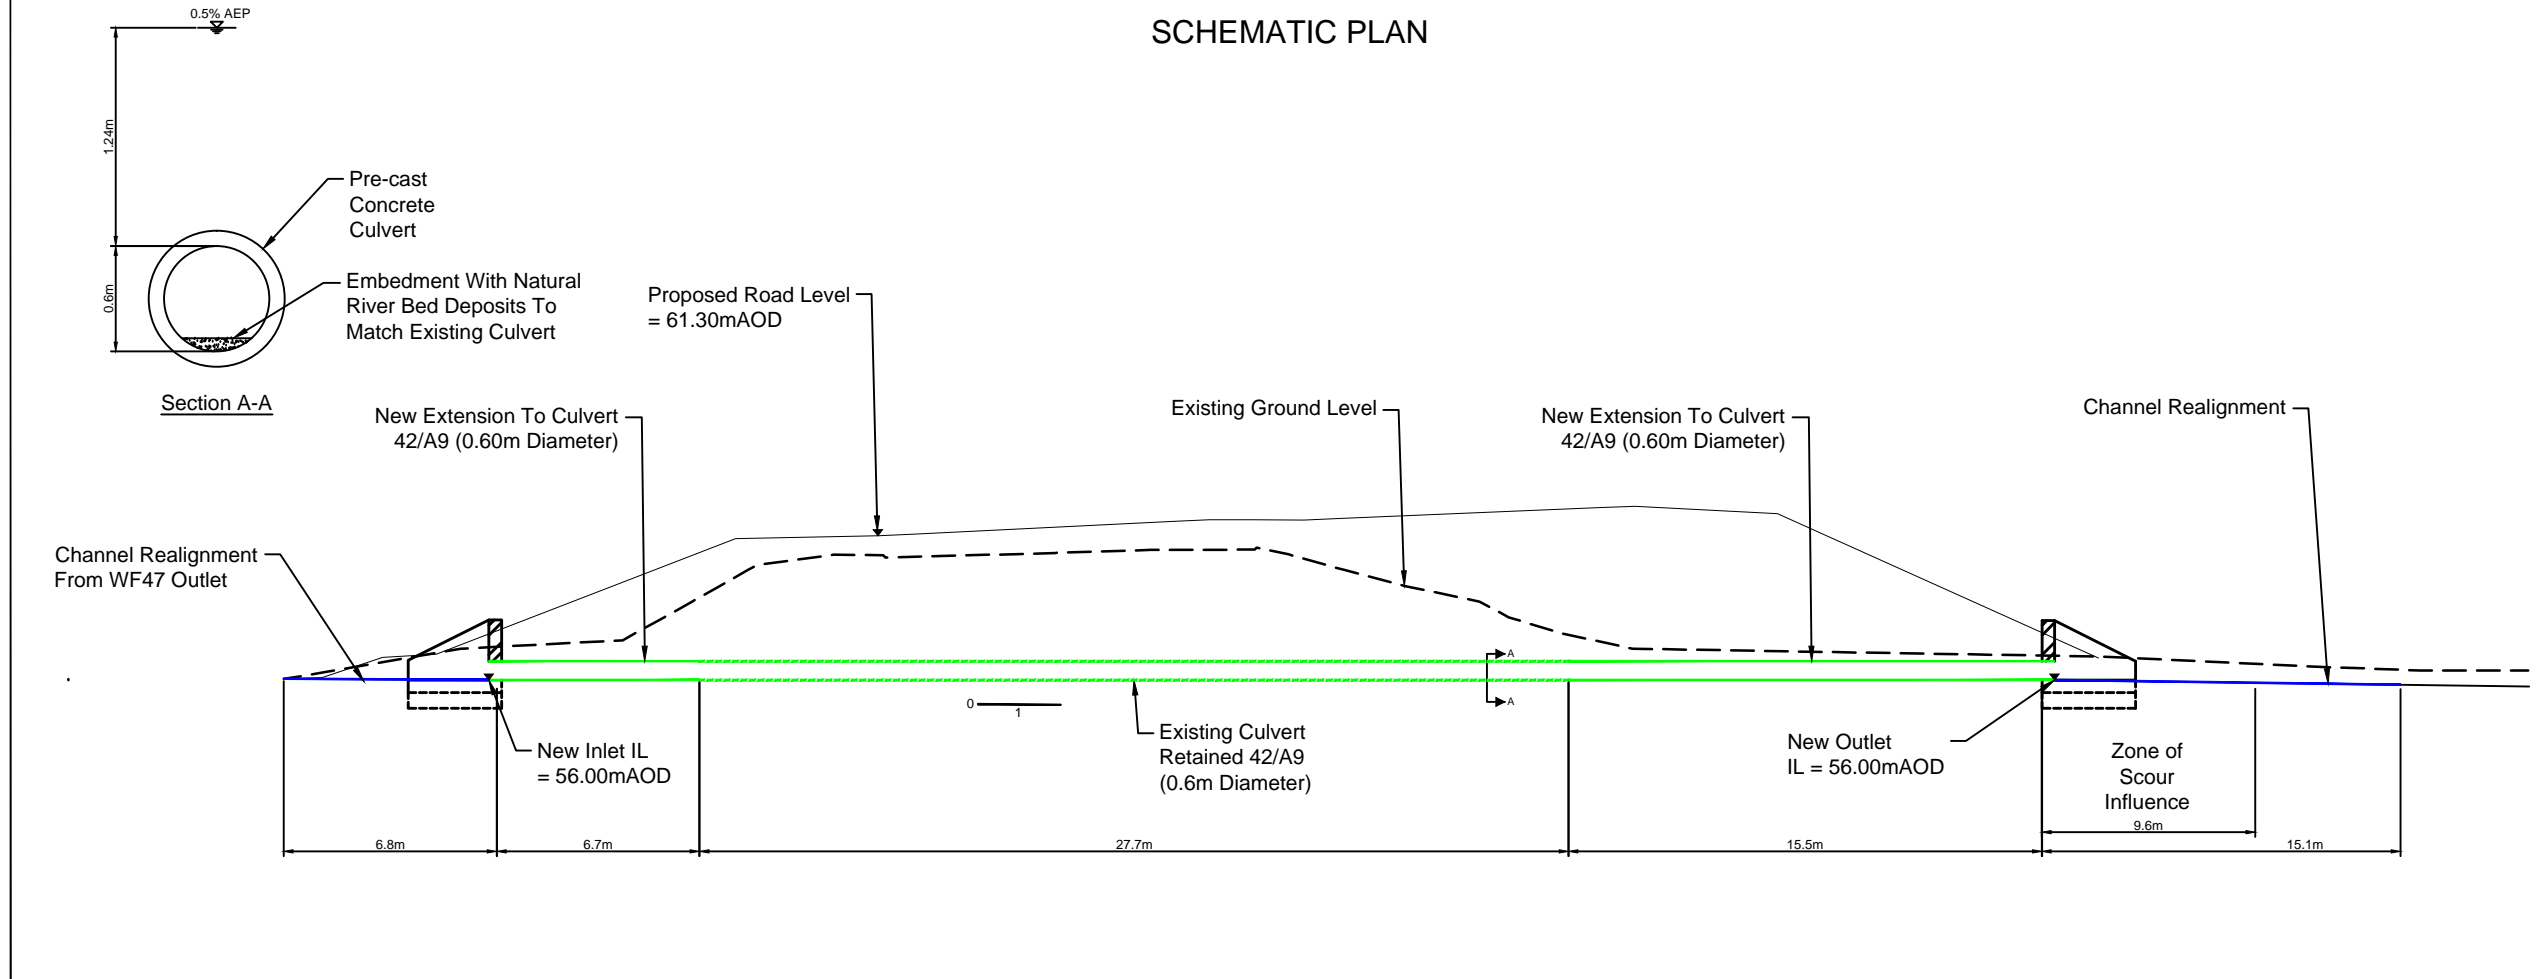 SCHEMATIC PLAN
0.5% AEP
1.24m
0.6m
Pre-cast
Concrete
Culvert
Embedment With Natural
River Bed Deposits To
Match Existing Culvert
Section A-A
Proposed Road Level
= 61.30mAOD
New Extension To Culvert
42/A9 (0.60m Diameter)
Existing Ground Level
New Extension To Culvert
42/A9 (0.60m Diameter)
Channel Realignment
Channel Realignment
From WF47 Outlet
A
A
0
1
New Inlet IL
= 56.00mAOD
Existing Culvert
Retained 42/A9
(0.6m Diameter)
New Outlet
IL = 56.00mAOD
Zone of
Scour
Influence
9.6m
6.8m
6.7m
27.7m
15.5m
15.1m